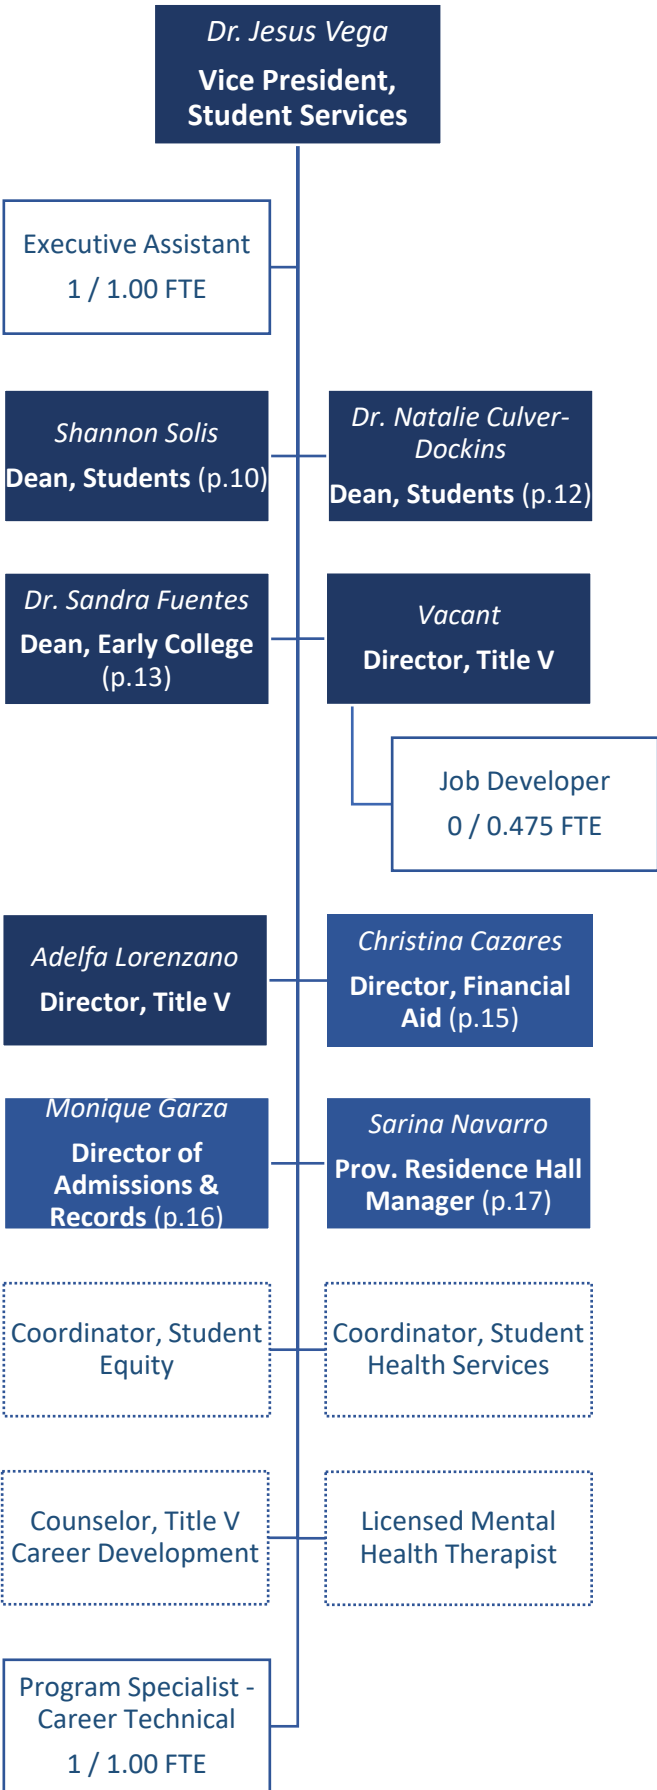 Dr. Jesus Vega
Vice President,
Student Services
Executive Assistant
1 / 1.00 FTE
Shannon Solis
Dean, Students (p.10)
Dr. Natalie Culver-
Dockins
Dean, Students (p.12)
Dr. Sandra Fuentes
Dean, Early College
(p.13)
Vacant
Director, Title V
Job Developer
0 / 0.475 FTE
Adelfa Lorenzano
Director, Title V
Christina Cazares
Director, Financial
Aid (p.15)
Monique Garza
Director of
Admissions &
Records (p.16)
Sarina Navarro
Prov. Residence Hall
Manager (p.17)
Coordinator, Student
Equity
Coordinator, Student
Health Services
Counselor, Title V
Career Development
Licensed Mental
Health Therapist
Program Specialist -
Career Technical
1 / 1.00 FTE